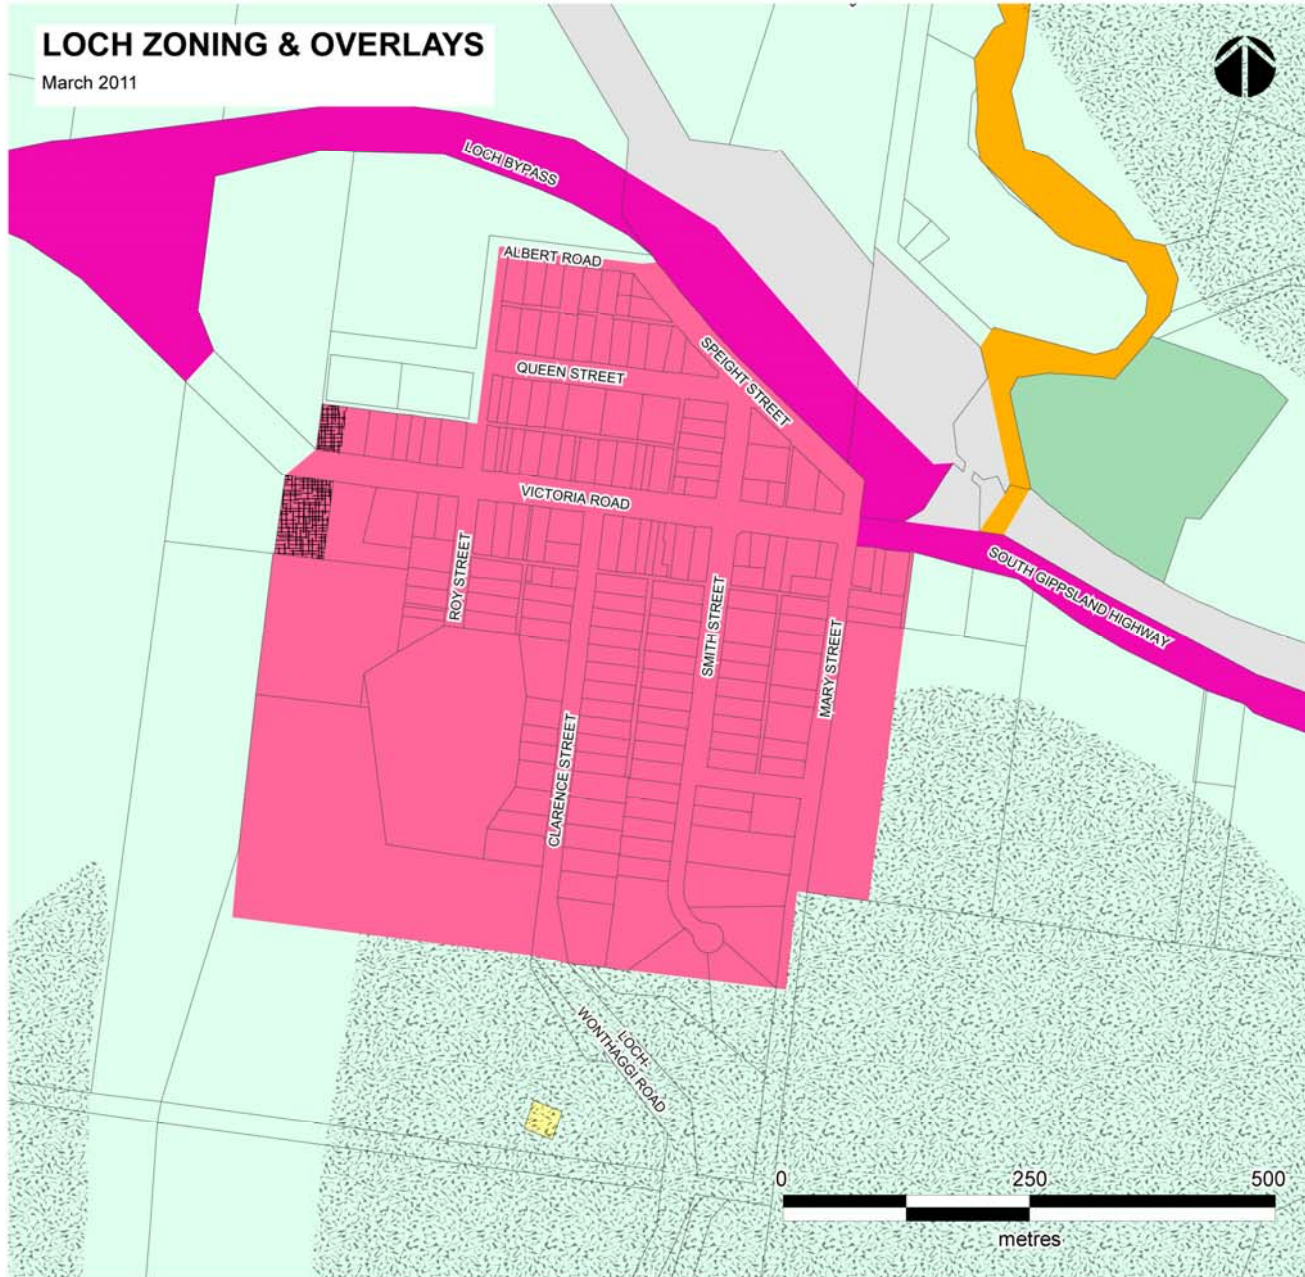 LOCH ZONING & OVERLAYS
March 2011
LOCH BYPASS
ALBERT ROAD
SPEIGHT STREET
QUEEN STREET
VICTORIA ROAD
ROY STREET
SMITH STREET
MARY STREET
SOUTH GIPPSLAND HIGHWAY
CLARENCE STREET
LOCH-
WONTHAGGI ROAD
0 250 500
metres